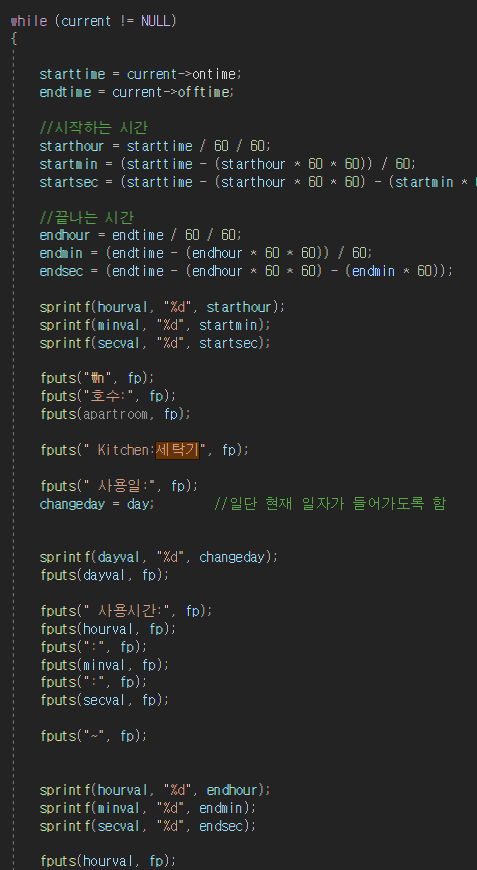 while (current != NULL)
{
starttime = current->ontime;
endtime = current->offtime;
//시작하는 시간
starthour = starttime / 60 / 60;
startmin = (starttime - (starthour * 60 * 60)) / 60;
startsec = (starttime - (starthour * 60 * 60) - (startmin *
//끝나는 시간
endhour = endtime / 60 / 60;
endmin = (endtime - (endhour * 60 * 60)) / 60;
endsec = (endtime - (endhour * 60 * 60) - (endmin * 60));
sprintf(hourval, "%d", starthour);
sprintf(minval, "%d", startmin);
sprintf(secval, "%d", startsec);
fputs("₩n", fp);
fputs("호수:", fp);
fputs(apartroom, fp);
fputs(" Kitchen:세탁기", fp);
fputs(" 사용일:", fp);
changeday = day; //일단 현재 일자가 들어가도록 함
sprintf(dayval, "%d", changeday);
fputs(dayval, fp);
fputs(" 사용시간:", fp);
fputs(hourval, fp);
fputs(":", fp);
fputs(minval, fp);
fputs(":", fp);
fputs(secval, fp);
fputs("~", fp);
sprintf(hourval, "%d", endhour);
sprintf(minval, "%d", endmin);
sprintf(secval, "%d", endsec);
fputs(hourval, fp);